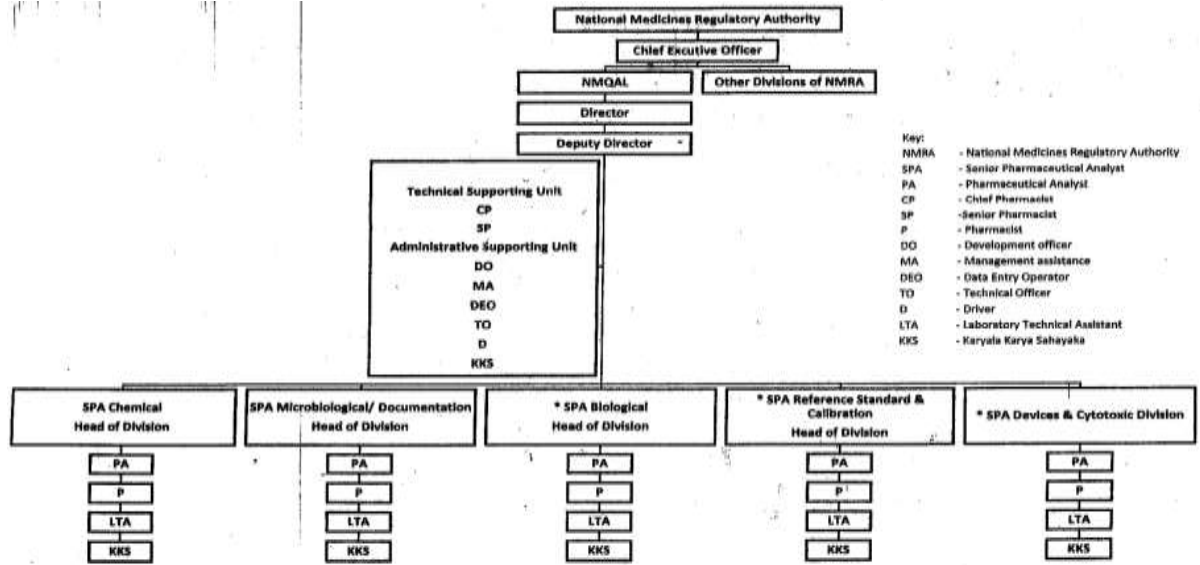 National Medicines Regulatory Authority
Chief Excutive Officer
NMQAL
Other Divisions of NMRA
Director
Deputy Director
Technical Supporting Unit
CP
SP
Administrative Supporting Unit
DO
MA
DEO
TO
D
KKS
Key:
NMRA - National Medicines Regulatory Authority
SPA - Senior Pharmaceutical Analyst
PA - Pharmaceutical Analyst
CP - Chief Pharmacist
SP -Senior Pharmacist
P - Pharmacist
DO - Development officer
MA - Management assistance
DEO - Data Entry Operator
TO - Technical Officer
D - Driver
LTA - Laboratory Technical Assistant
KKS - Karyala Karya Sahayaka
SPA Chemical
Head of Division
PA
P
LTA
KKS
SPA Microbiological/ Documentation
Head of Division
PA
P
LTA
KKS
* SPA Biological
Head of Division
PA
P
LTA
KKS
* SPA Reference Standard &
Calibration
Head of Division
PA
P
LTA
KKS
* SPA Devices & Cytotoxic Division
PA
P
LTA
KKS